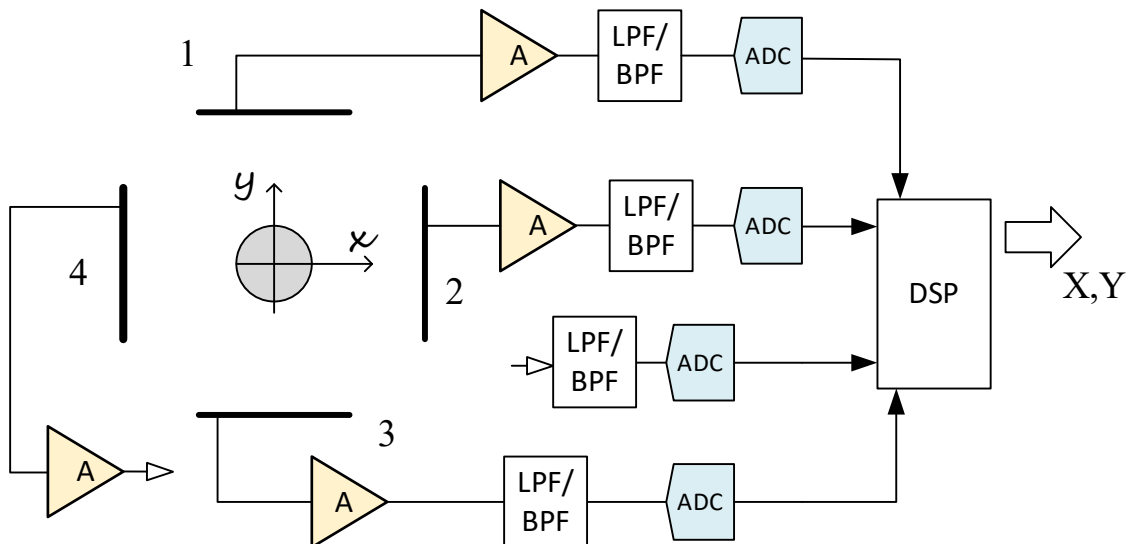 1
A
LPF/
BPF
ADC
y
x
4
2
A
LPF/
BPF
ADC
DSP
X,Y
LPF/
BPF
ADC
3
A
A
LPF/
BPF
ADC